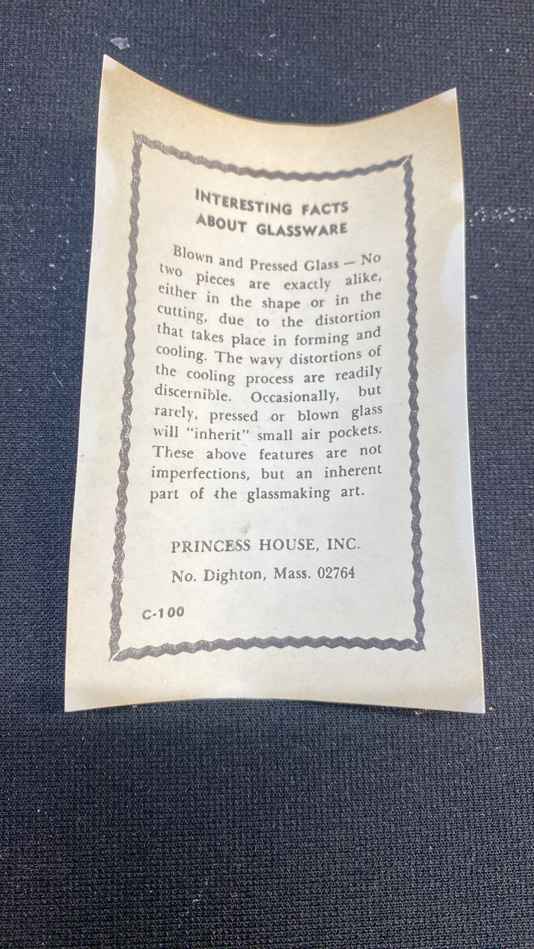 INTERESTING FACTS
ABOUT GLASSWARE
Blown and Pressed Glass — No
two pieces are exactly alike,
either in the shape or in the
cutting, due to the distortion
that takes place in forming and
cooling. The wavy distortions of
the cooling process are readily
discernible. Occasionally, but
rarely, pressed or blown glass
will "inherit" small air pockets.
These above features are not
imperfections, but an inherent
part of the glassmaking art.
PRINCESS HOUSE, INC.
No. Dighton, Mass. 02764
C-100